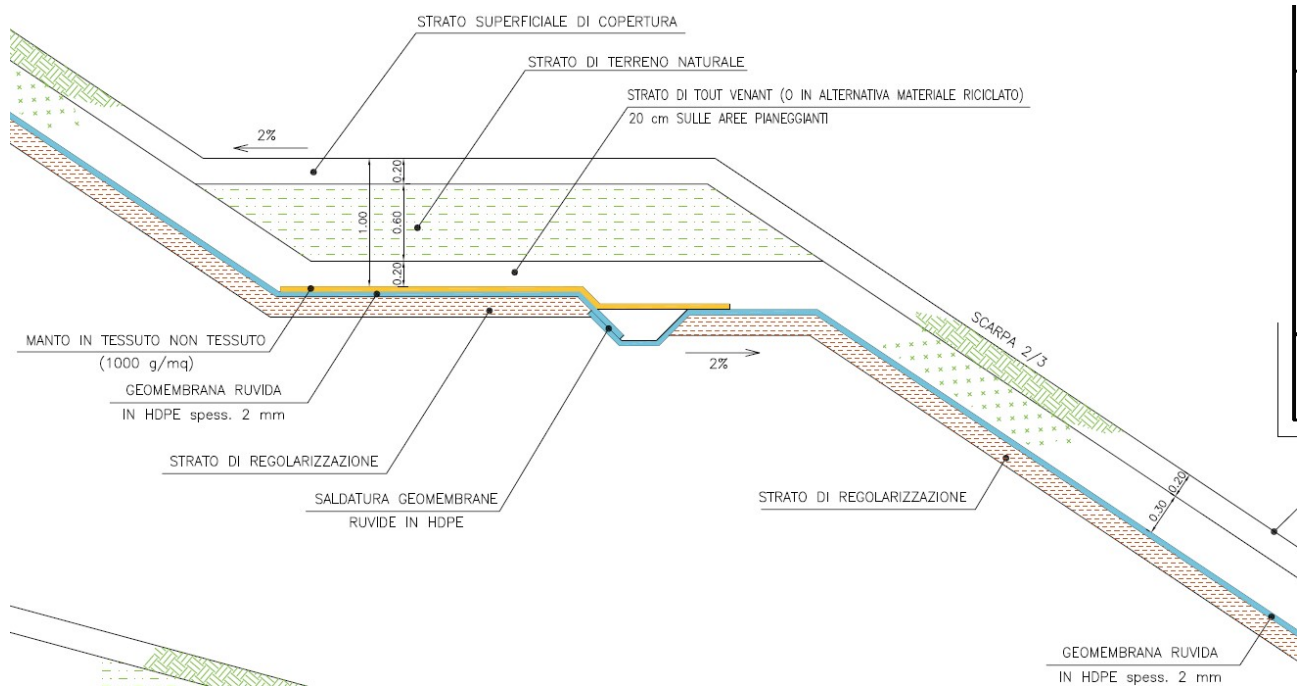 STRATO SUPERFICIALE DI COPERTURA
STRATO DI TERRENO NATURALE
STRATO DI TOUT VENANT (O IN ALTERNATIVA MATERIALE RICICLATO)
20 cm SULLE AREE PIANEGGIANTI
2%
0.20
1.00
0.60
0.20
MANTO IN TESSUTO NON TESSUTO
(1000 g/mq)
GEOMEMBRANA RUVIDA
IN HDPE spess. 2 mm
STRATO DI REGOLARIZZAZIONE
SALDATURA GEOMEMBRANE
RUVIDE IN HDPE
2%
SCARPA 2/3
STRATO DI REGOLARIZZAZIONE
0.20
0.30
GEOMEMBRANA RUVIDA
IN HDPE spess. 2 mm